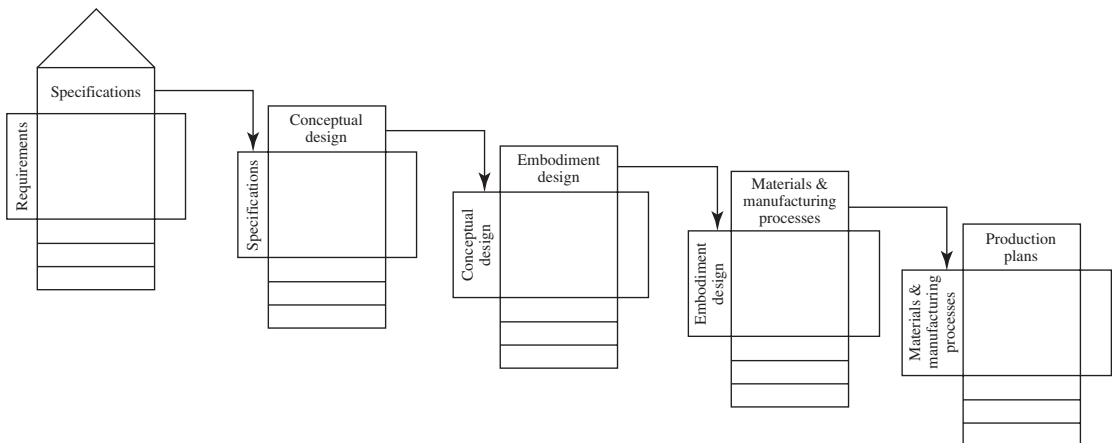 Specifications
Requirements
Conceptual
design
Specifications
Embodiment
design
Conceptual
design
Materials &
manufacturing
processes
Embodiment
design
Production
plans
Materials &
manufacturing
processes